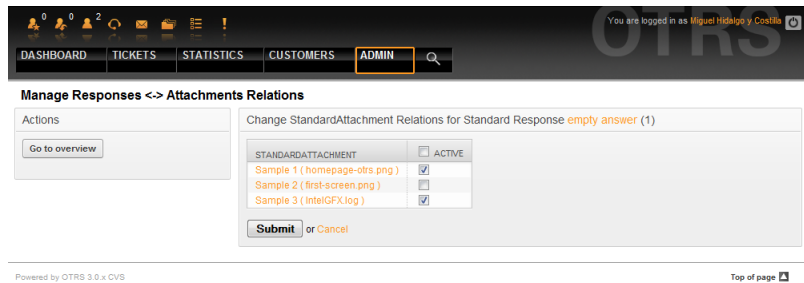 0 0 2
You are logged in as Miguel Hidalgo y Costilla
OTRS
DASHBOARD TICKETS STATISTICS CUSTOMERS ADMIN
Manage Responses <-> Attachments Relations
Actions
Go to overview
Change StandardAttachment Relations for Standard Response empty answer (1)
STANDARDATTACHMENT ACTIVE
Sample 1 ( homepage-otrs.png )
Sample 2 ( first-screen.png )
Sample 3 ( IntelGFX.log )
Submit or Cancel
Powered by OTRS 3.0.x CVS
Top of page